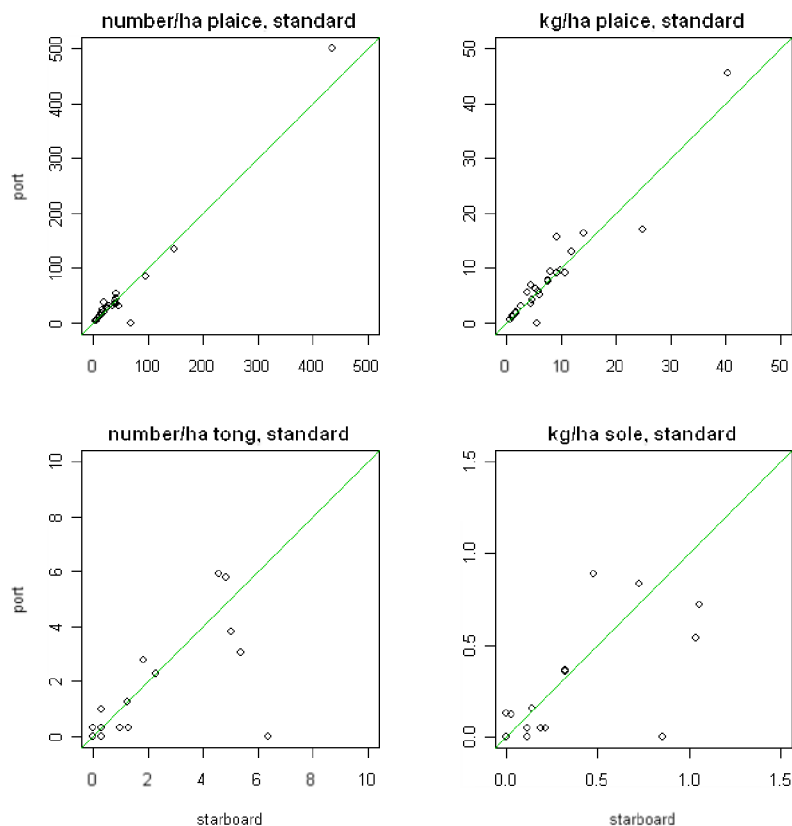 number/ha plaice, standard
port
500
400
300
200
100
0
0 100 200 300 400 500
kg/ha plaice, standard
50
40
30
20
10
0
0 10 20 30 40 50
number/ha tong, standard
port
10
8
6
4
2
0
0 2 4 6 8 10
starboard
kg/ha sole, standard
1.5
1.0
0.5
0.0
0.0 0.5 1.0 1.5
starboard